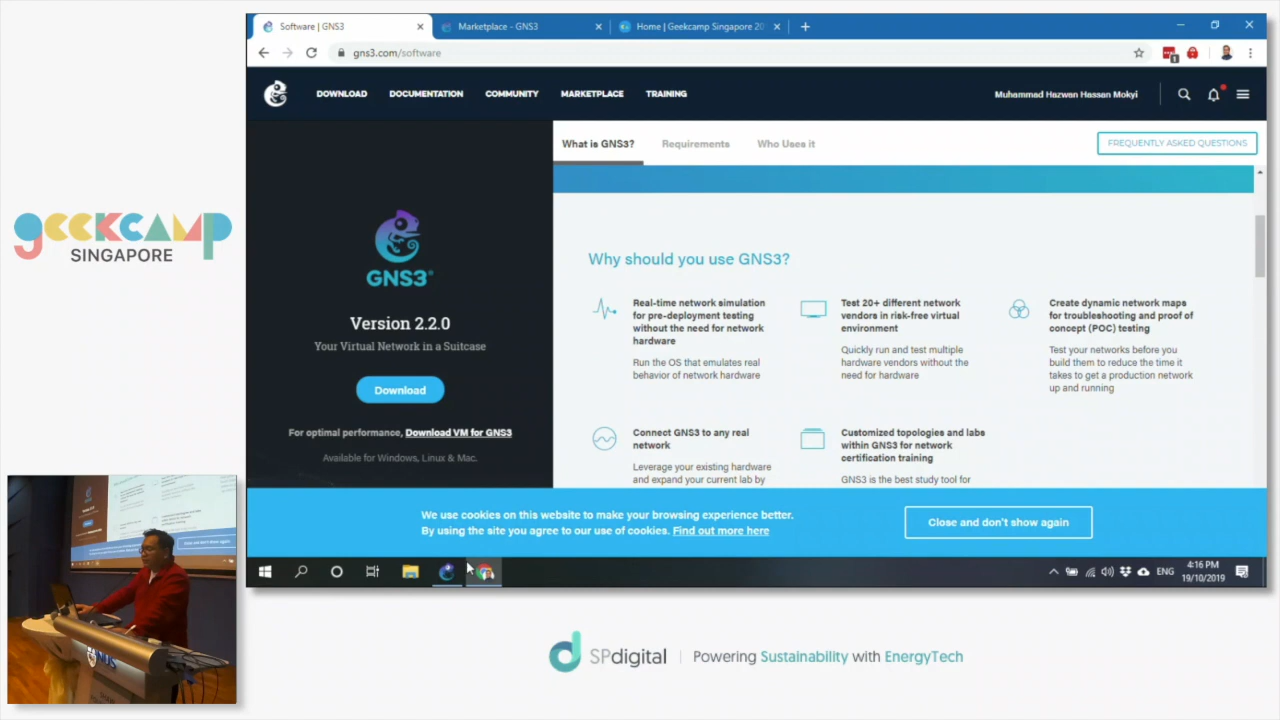 Software | GNS3
Marketplace - GNS3
Home | Geekcamp Singapore 20
gns3.com/software
DOWNLOAD
DOCUMENTATION
COMMUNITY
MARKETPLACE
TRAINING
Muhammad Hazwan Hassan Mokyi
What is GNS3?
Requirements
Who Uses it
FREQUENTLY ASKED QUESTIONS
geekcamp
SINGAPORE
GNS3
Version 2.2.0
Your Virtual Network in a Suitcase
Download
For optimal performance, Download VM for GNS3
Available for Windows, Linux & Mac.
Why should you use GNS3?
Real-time network simulation
for pre-deployment testing
without the need for network
hardware
Run the OS that emulates real
behavior of network hardware
Test 20+ different network
vendors in risk-free virtual
environment
Quickly run and test multiple
hardware vendors without the
need for hardware
Create dynamic network maps
for troubleshooting and proof of
concept (POC) testing
Test your networks before you
build them to reduce the time it
takes to get a production network
up and running
Connect GNS3 to any real
network
Leverage your existing hardware
and expand your current lab by
Customized topologies and labs
within GNS3 for network
certification training
GNS3 is the best study tool for
We use cookies on this website to make your browsing experience better.
By using the site you agree to our use of cookies. Find out more here
Close and don't show again
ENG
4:16 PM
19/10/2019
NUS
SPdigital
Powering Sustainability with EnergyTech